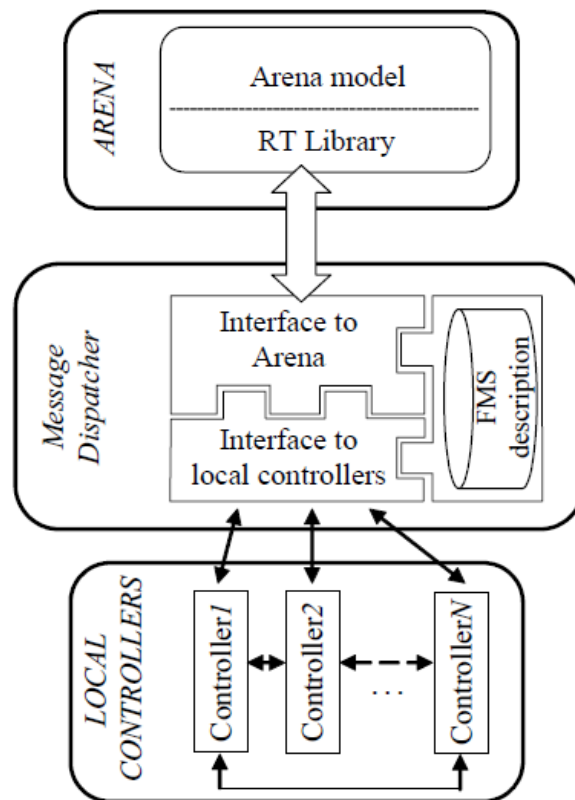 ARENA
Arena model
RT Library
Message
Dispatcher
Interface to
Arena
Interface to
local controllers
FMS
description
LOCAL
CONTROLLERS
Controller1
Controller2
. . .
ControllerN